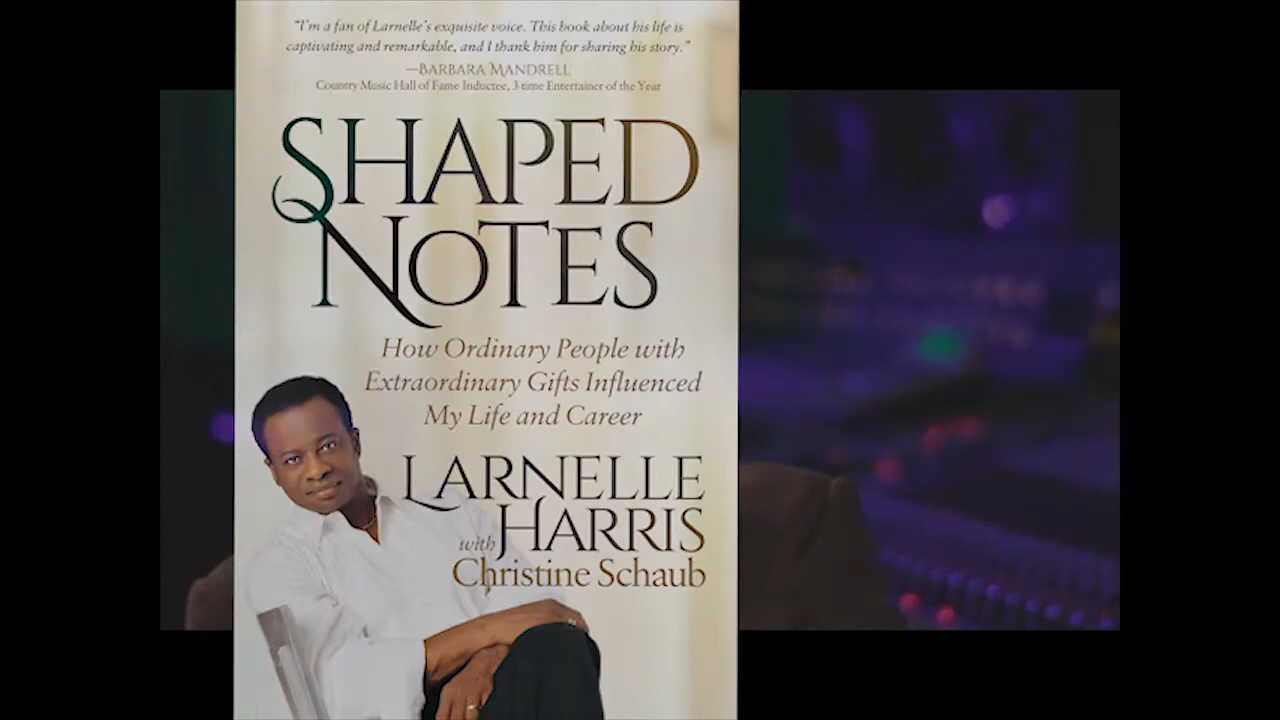 "I'm a fan of Larnelle's exquisite voice. This book about his life is
captivating and remarkable, and I thank him for sharing his story."
—BARBARA MANDRELL
Country Music Hall of Fame Inductee, 3-time Entertainer of the Year
SHAPED
NOTES
How Ordinary People with
Extraordinary Gifts Influenced
My Life and Career
LARNELLE
with HARRIS
Christine Schaub